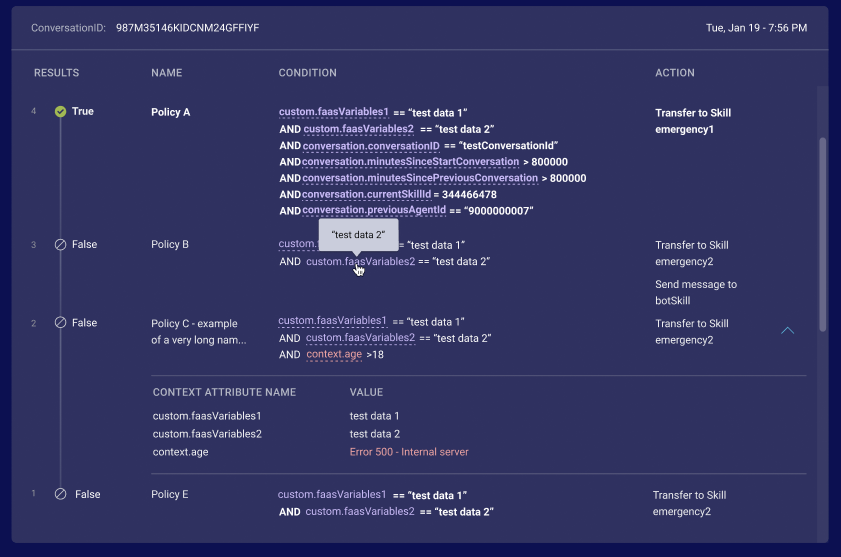 ConversationID: 987M35146KIDCNM24GFFIYF Tue, Jan 19 - 7:56 PM
RESULTS NAME CONDITION ACTION
4 True Policy A custom.faasVariables1 == “test data 1” Transfer to Skill
AND custom.faasVariables2 == “test data 2” emergency1
AND conversation.conversationID == “testConversationId”
AND conversation.minutesSinceStartConversation > 800000
AND conversation.minutesSincePreviousConversation > 800000
AND conversation.currentSkillId = 344466478
AND conversation.previousAgentId == “9000000007”
“test data 2”
3 False Policy B custom. == “test data 1” Transfer to Skill
AND custom.faasVariables2 == “test data 2” emergency2
Send message to
botSkill
2 False Policy C - example custom.faasVariables1 == “test data 1” Transfer to Skill
of a very long nam... AND custom.faasVariables2 == “test data 2” emergency2
AND context.age >18
CONTEXT ATTRIBUTE NAME VALUE
custom.faasVariables1 test data 1
custom.faasVariables2 test data 2
context.age Error 500 - Internal server
1 False Policy E custom.faasVariables1 == “test data 1” Transfer to Skill
AND custom.faasVariables2 == “test data 2” emergency2